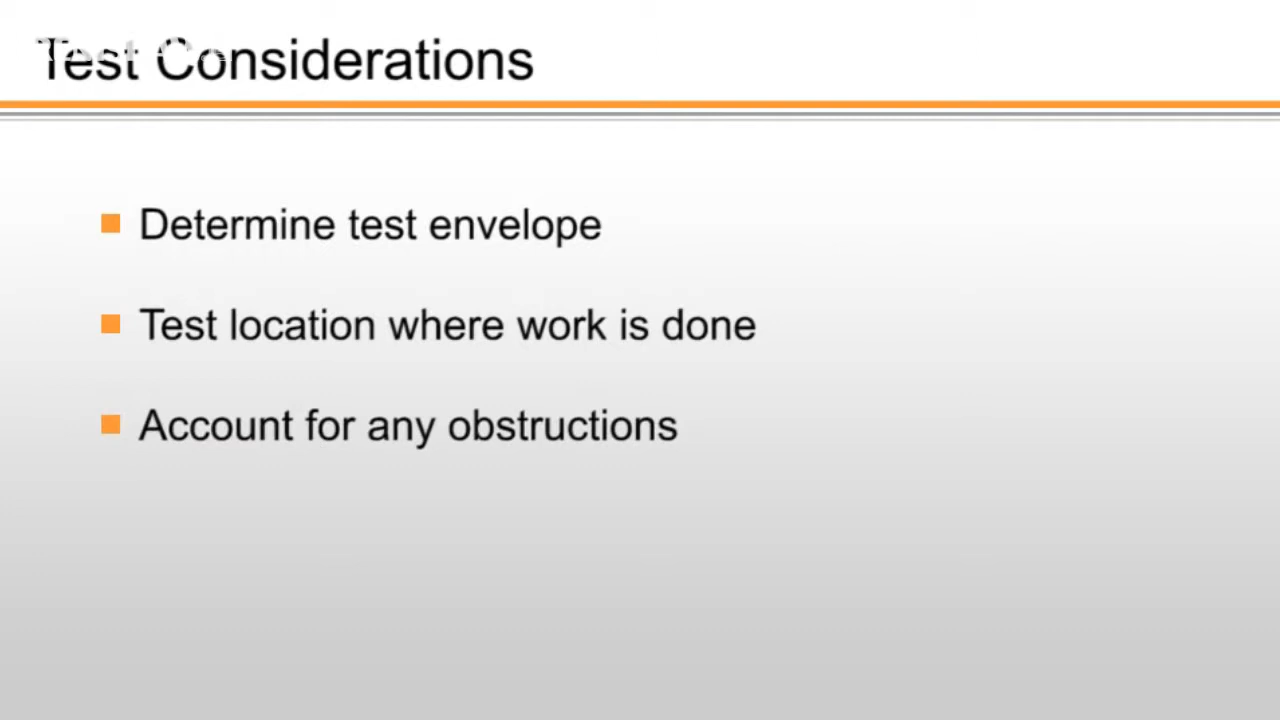 Test Considerations
Determine test envelope
Test location where work is done
Account for any obstructions